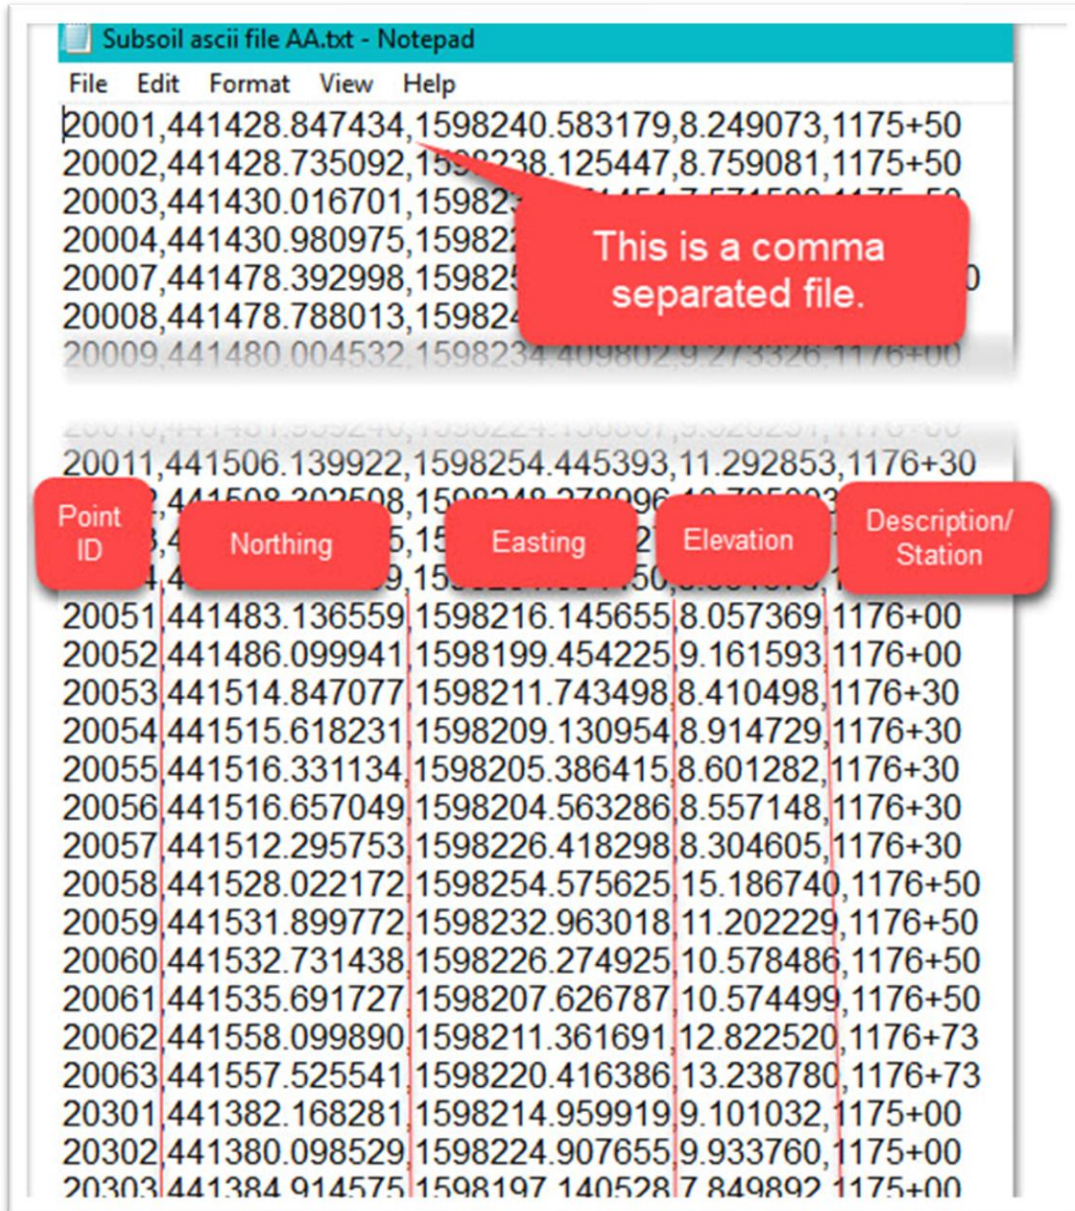 Subsoil ascii file AA.txt - Notepad
File Edit Format View Help
20001,441428.847434,1598240.583179,8.249073,1175+50
20002,441428.735092,1598238.125447,8.759081,1175+50
20003,441430.016701,15982
20004,441430.980975,15982
20007,441478.392998,15982
20008,441478.788013,15982
This is a comma
separated file.
20009,441480.004532,1598234.409802,9.273326,1176+00
20011,441506.139922,1598254.445393,11.292853,1176+30
Point
ID
Northing
Easting
Elevation
Description/
Station
20051,441483.136559,1598216.145655,8.057369,1176+00
20052,441486.099941,1598199.454225,9.161593,1176+00
20053,441514.847077,1598211.743498,8.410498,1176+30
20054,441515.618231,1598209.130954,8.914729,1176+30
20055,441516.331134,1598205.386415,8.601282,1176+30
20056,441516.657049,1598204.563286,8.557148,1176+30
20057,441512.295753,1598226.418298,8.304605,1176+30
20058,441528.022172,1598254.575625,15.186740,1176+50
20059,441531.899772,1598232.963018,11.202229,1176+50
20060,441532.731438,1598226.274925,10.578486,1176+50
20061,441535.691727,1598207.626787,10.574499,1176+50
20062,441558.099890,1598211.361691,12.822520,1176+73
20063,441557.525541,1598220.416386,13.238780,1176+73
20301,441382.168281,1598214.959919,9.101032,1175+00
20302,441380.098529,1598224.907655,9.933760,1175+00
20303,441384.914575,1598197.140528,7.849892,1175+00